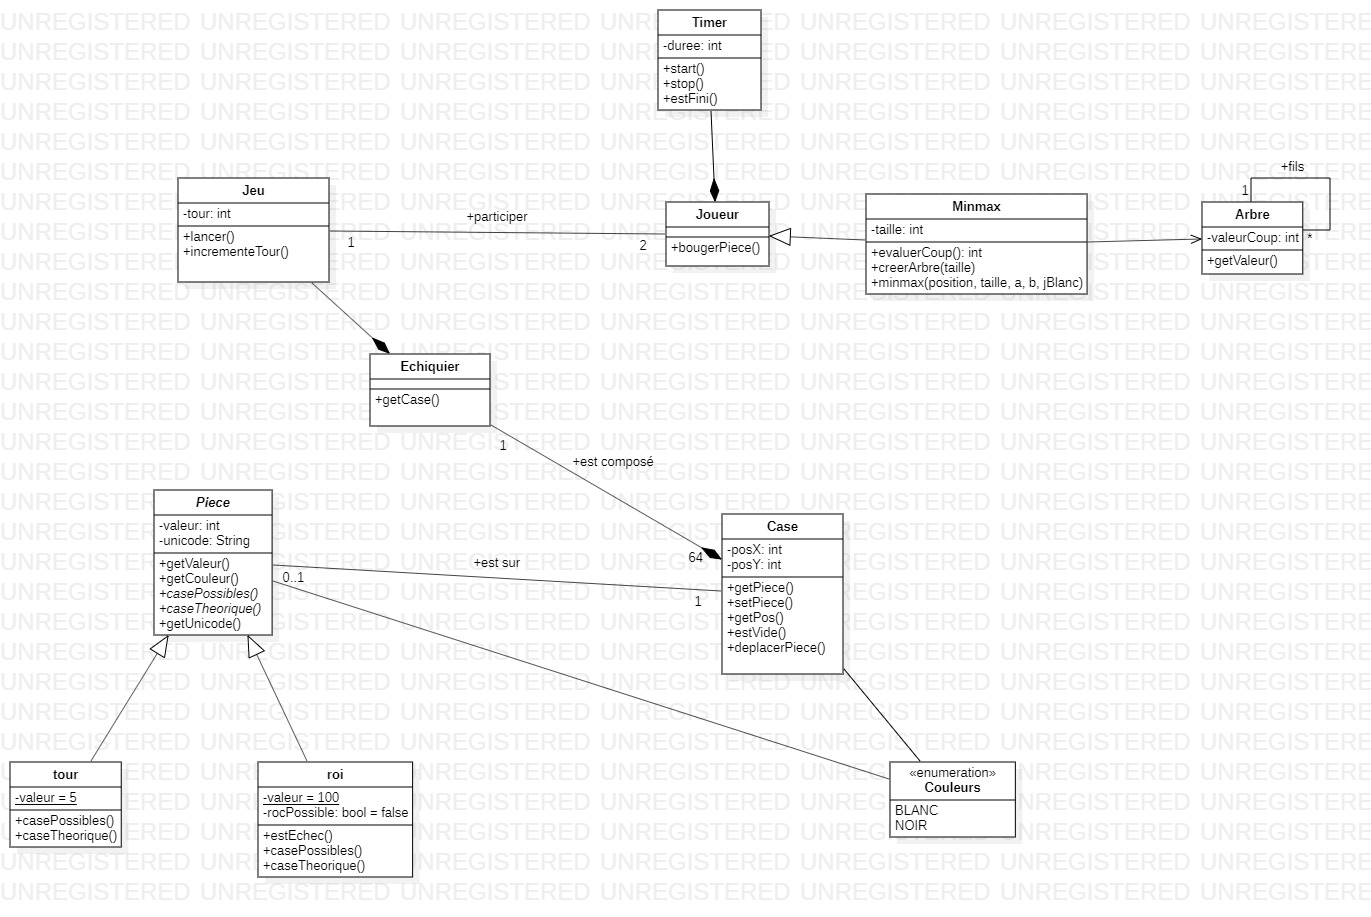 Timer
-duree: int
+start()
+stop()
+estFini()
Jeu
-tour: int
+lancer()
+incrementeTour()
+participer
1
2
Joueur
+bougerPiece()
Minmax
-taille: int
+evaluerCoup(): int
+creerArbre(taille)
+minmax(position, taille, a, b, jBlanc)
+fils
1
*
Arbre
-valeurCoup: int
+getValeur()
Echiquier
+getCase()
1
+est composé
64
Piece
-valeur: int
-unicode: String
+getValeur()
+getCouleur()
+casePossibles()
+caseTheorique()
+getUnicode()
0..1
+est sur
1
Case
-posX: int
-posY: int
+getPiece()
+setPiece()
+getPos()
+estVide()
+deplacerPiece()
tour
-valeur = 5
+casePossibles()
+caseTheorique()
roi
-valeur = 100
-rocPossible: bool = false
+estEchec()
+casePossibles()
+caseTheorique()
«enumeration»
Couleurs
BLANC
NOIR
UNREGISTERED